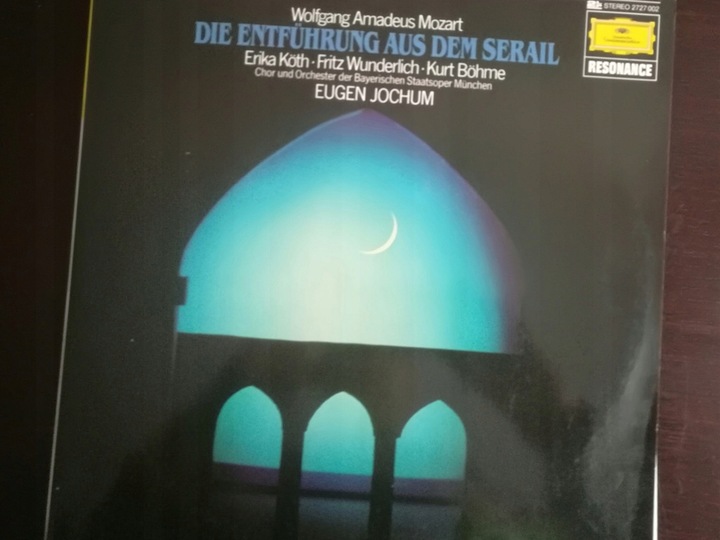 Wolfgang Amadeus Mozart
DIE ENTFÜHRUNG AUS DEM SERAIL
Erika Köth · Fritz Wunderlich · Kurt Böhme
Chor und Orchester der Bayerischen Staatsoper München
EUGEN JOCHUM
STEREO 2727 002
RESONANCE